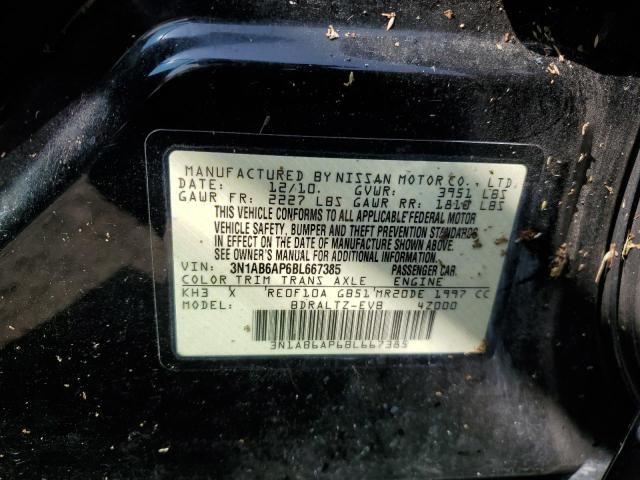 MANUFACTURED BY NISSAN MOTOR CO., LTD.
DATE: 12/10. GVWR: 3951 LBS
GAWR FR: 2227 LBS GAWR RR: 1818 LBS
THIS VEHICLE CONFORMS TO ALL APPLICABLE FEDERAL MOTOR
VEHICLE SAFETY, BUMPER AND THEFT PREVENTION STANDARDS
IN EFFECT ON THE DATE OF MANUFACTURE SHOWN ABOVE.
SEE OWNER'S MANUAL FOR MORE INFORMATION.
VIN: 3N1AB6AP6BL667385 PASSENGER CAR
COLOR TRIM TRANS AXLE ENGINE
KH3 X RE0F10A GB51 MR20DE 1997 CC
MODEL: BDRALTZ-EVB 4Z000
3N1AB6AP6BL667385